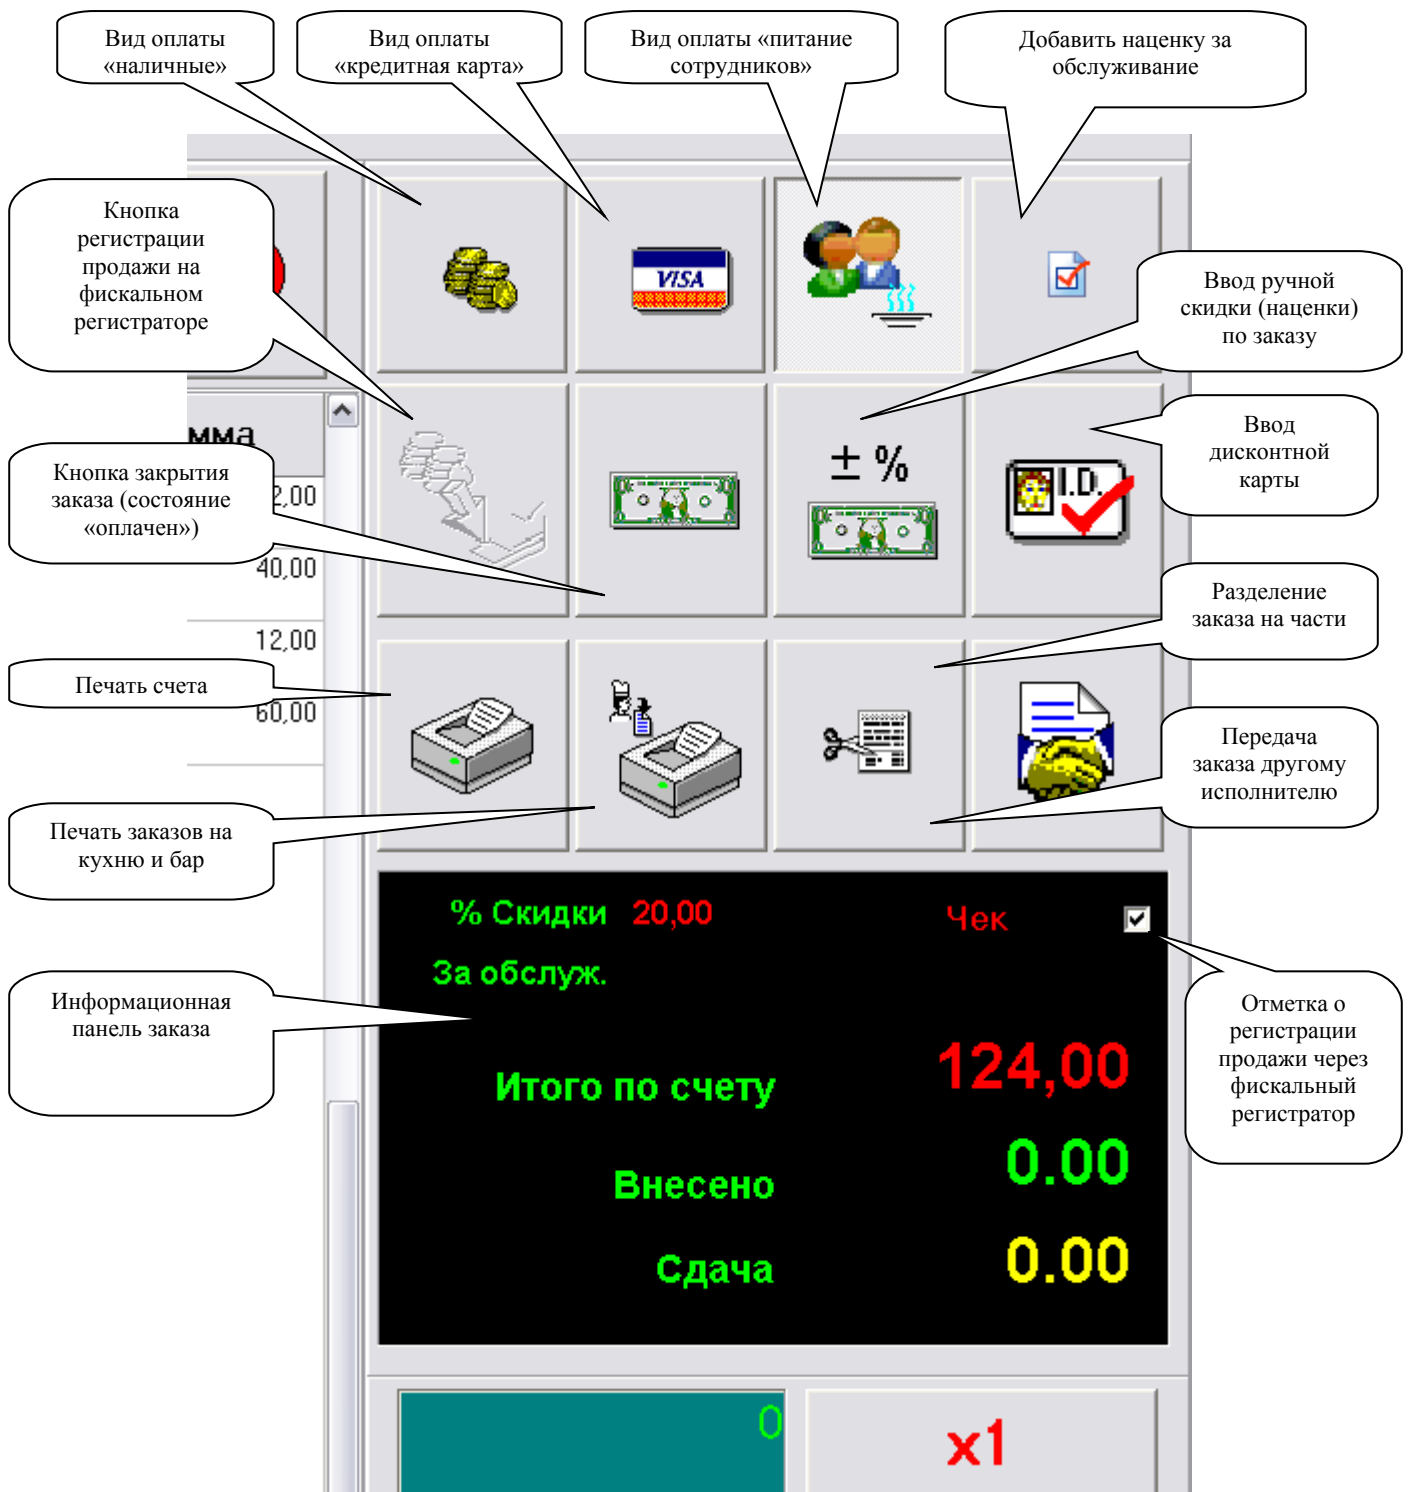 Вид оплаты
«наличные»
Вид оплаты
«кредитная карта»
Вид оплаты «питание
сотрудников»
Добавить наценку за
обслуживание
Кнопка
регистрации
продажи на
фискальном
регистраторе
VISA
Ввод ручной
скидки (наценки)
по заказу
мма
± %
I.D.
Ввод
дисконтной
карты
Кнопка закрытия
заказа (состояние
«оплачен»)
2,00
40,00
12,00
60,00
Разделение
заказа на части
Печать счета
Передача
заказа другому
исполнителю
Печать заказов на
кухню и бар
% Скидки 20,00 Чек
За обслуж.
Информационная
панель заказа
Отметка о
регистрации
продажи через
фискальный
регистратор
Итого по счету 124,00
Внесено 0.00
Сдача 0.00
0
x1